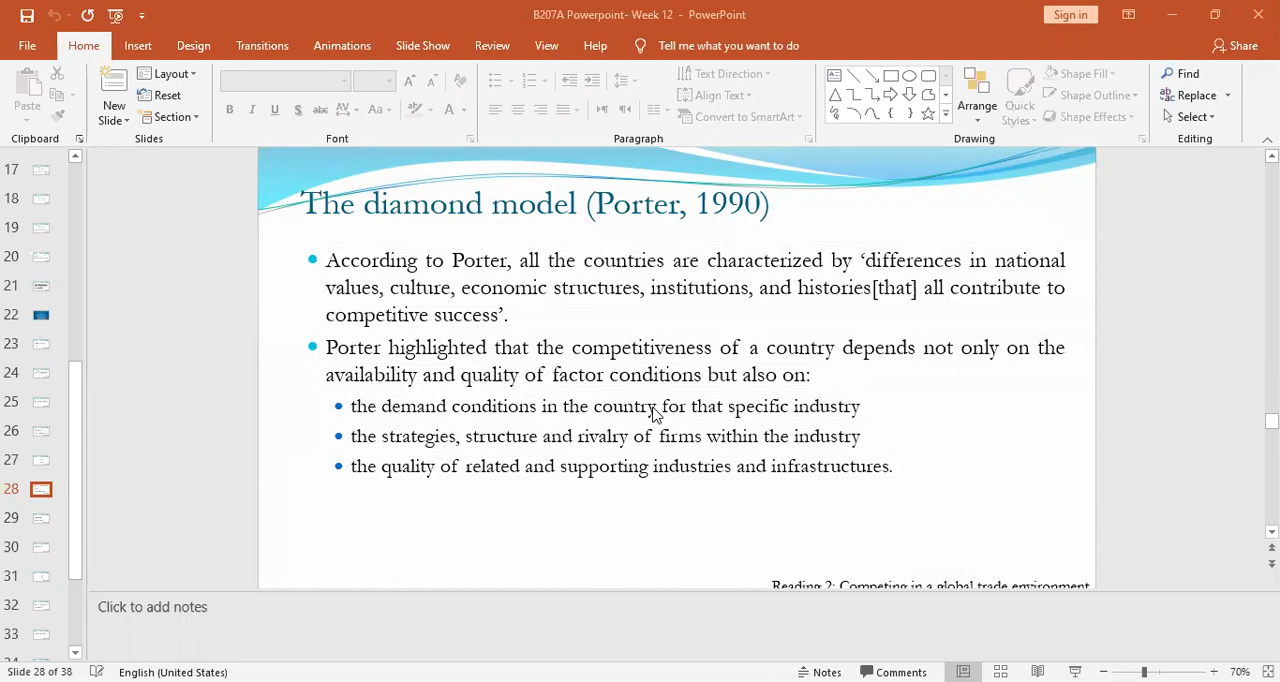 B207A Powerpoint- Week 12 - PowerPoint
Sign in
File Home Insert Design Transitions Animations Slide Show Review View Help Tell me what you want to do Share
Paste
Clipboard
New Slide
Layout
Reset
Section
Slides
B I U S abc AV Aa A
Font
Paragraph
Text Direction
Align Text
Convert to SmartArt
Arrange
Quick Styles
Shape Fill
Shape Outline
Shape Effects
Drawing
Find
Replace
Select
Editing
17
18
19
20
21
22
23
24
25
26
27
28
29
30
31
32
33
The diamond model (Porter, 1990)
According to Porter, all the countries are characterized by ‘differences in national
values, culture, economic structures, institutions, and histories[that] all contribute to
competitive success’.
Porter highlighted that the competitiveness of a country depends not only on the
availability and quality of factor conditions but also on:
the demand conditions in the country for that specific industry
the strategies, structure and rivalry of firms within the industry
the quality of related and supporting industries and infrastructures.
Reading 2: Competing in a global trade environment
Click to add notes
Slide 28 of 38 English (United States) Notes Comments 70%